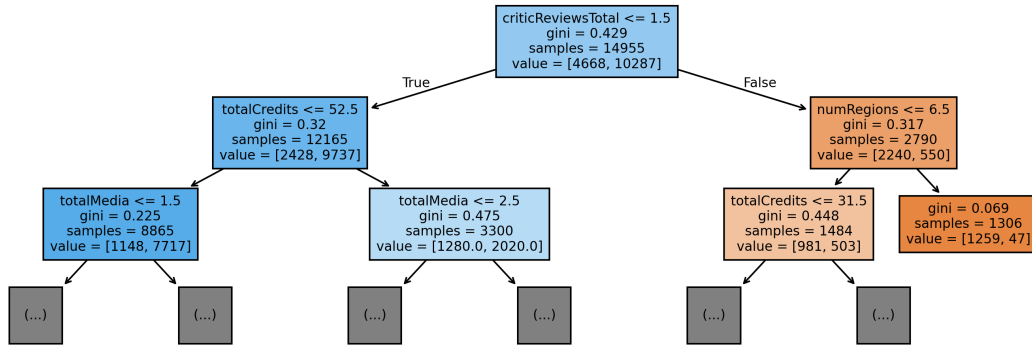 criticReviewsTotal <= 1.5
gini = 0.429
samples = 14955
value = [4668, 10287]
True
False
totalCredits <= 52.5
gini = 0.32
samples = 12165
value = [2428, 9737]
numRegions <= 6.5
gini = 0.317
samples = 2790
value = [2240, 550]
totalMedia <= 1.5
gini = 0.225
samples = 8865
value = [1148, 7717]
totalMedia <= 2.5
gini = 0.475
samples = 3300
value = [1280.0, 2020.0]
totalCredits <= 31.5
gini = 0.448
samples = 1484
value = [981, 503]
gini = 0.069
samples = 1306
value = [1259, 47]
(...)
(...)
(...)
(...)
(...)
(...)